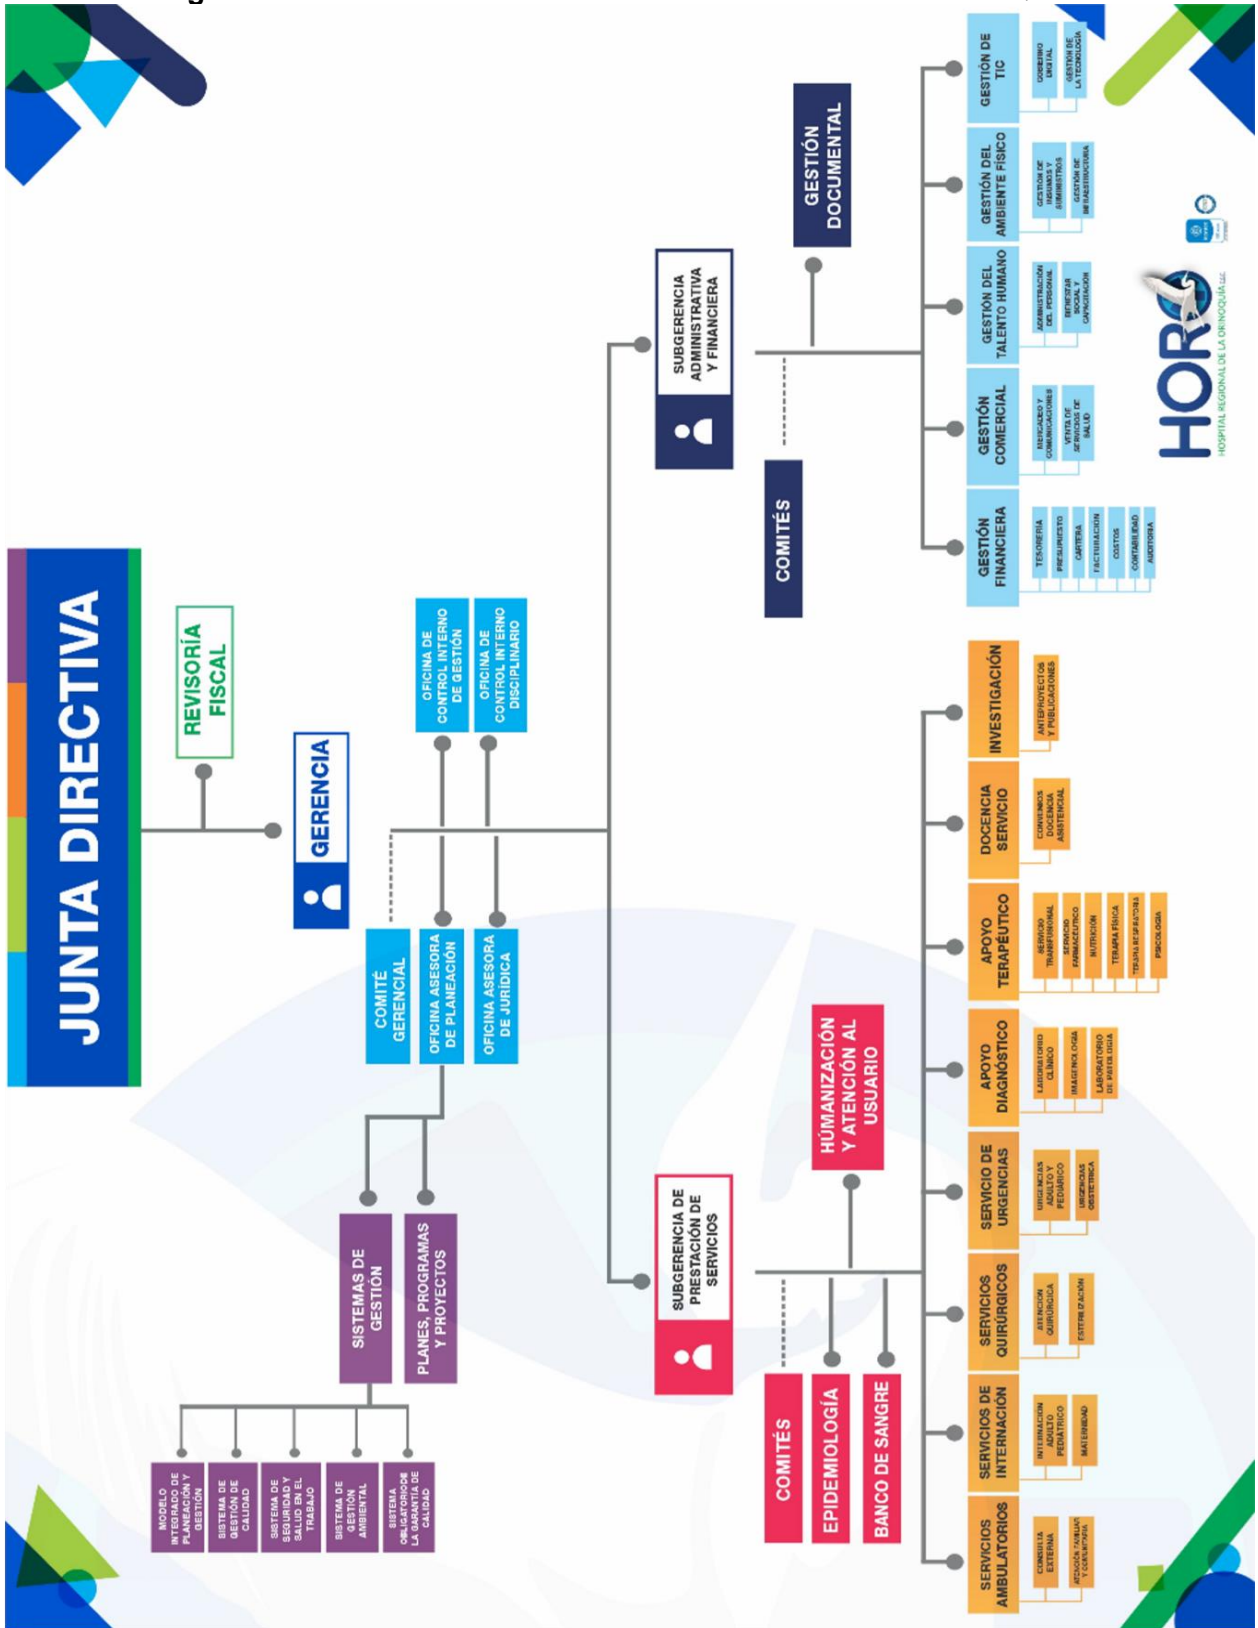 JUNTA DIRECTIVA
REVISORÍA
FISCAL
GERENCIA
COMITÉ
GERENCIAL
OFICINA ASESORA
DE PLANEACIÓN
OFICINA ASESORA
DE JURÍDICA
OFICINA DE
CONTROL INTERNO
DE GESTIÓN
OFICINA DE
CONTROL INTERNO
DISCIPLINARIO
SISTEMAS DE
GESTIÓN
PLANES, PROGRAMAS
Y PROYECTOS
MODELO
INTEGRADO DE
PLANEACIÓN Y
GESTIÓN
SISTEMA DE
GESTIÓN DE
CALIDAD
SISTEMA DE
SEGURIDAD Y
SALUD EN EL
TRABAJO
SISTEMA DE
GESTIÓN
AMBIENTAL
SISTEMA
OBLIGATORIODE
LA GARANTÍA DE
CALIDAD
SUBGERENCIA DE
PRESTACIÓN DE
SERVICIOS
COMITÉS
EPIDEMIOLOGÍA
BANCO DE SANGRE
HÚMANIZACIÓN
Y ATENCIÓN AL
USUARIO
SERVICIOS
AMBULATORIOS
CONSULTA
EXTERNA
ATENCIÓN FAMILIAR
Y COMUNITARIA
SERVICIOS DE
INTERNACIÓN
INTERNACIÓN
ADULTO
PEDIÁTRICO
MATERNIDAD
SERVICIOS
QUIRÚRGICOS
ATENCIÓN
QUIRÚRGICA
ESTERILIZACIÓN
SERVICIO DE
URGENCIAS
URGENCIAS
ADULTO Y
PEDIÁRICO
URGENCIAS
OBSTETRICA
APOYO
DIAGNÓSTICO
LABORATORIO
CLÍNICO
IMAGENOLOGIA
LABORATORIO
DE PATOLOGIA
APOYO
TERAPÉUTICO
SERVICIO
TRANSFUSIONAL
SERVICIO
FARMACÉUTICO
NUTRICIÓN
TERAPIA FÍSICA
TERAPIA RESPIRATORIA
PSICOLOGIA
DOCENCIA
SERVICIO
CONVENIOS
DOCENCIA
ASISTENCIAL
INVESTIGACIÓN
ANTEPROYECTOS
Y PUBLICACIONES
SUBGERENCIA
ADMINISTRATIVA
Y FINANCIERA
COMITÉS
GESTIÓN
DOCUMENTAL
GESTIÓN
FINANCIERA
TESORERÍA
PRESUPUESTO
CARTERA
FACTURACIÓN
COSTOS
CONTABILIDAD
AUDITORIA
GESTIÓN
COMERCIAL
MERCADEO Y
COMUNICACIONES
VENTA DE
SERVICIOS DE
SALUD
GESTIÓN DEL
TALENTO HUMANO
ADMINISTRACIÓN
DEL PERSONAL
BIENESTAR
SOCIAL Y
CAPACITACIÓN
GESTIÓN DEL
AMBIENTE FÍSICO
GESTIÓN DE
INSUMOS Y
SUMINISTROS
GESTIÓN DE
INFRAESTRUCTURA
GESTIÓN DE
TIC
GOBIERNO
DIGITAL
GESTIÓN DE
LA TECNOLOGÍA
HORO
HOSPITAL REGIONAL DE LA ORINOQUÍA